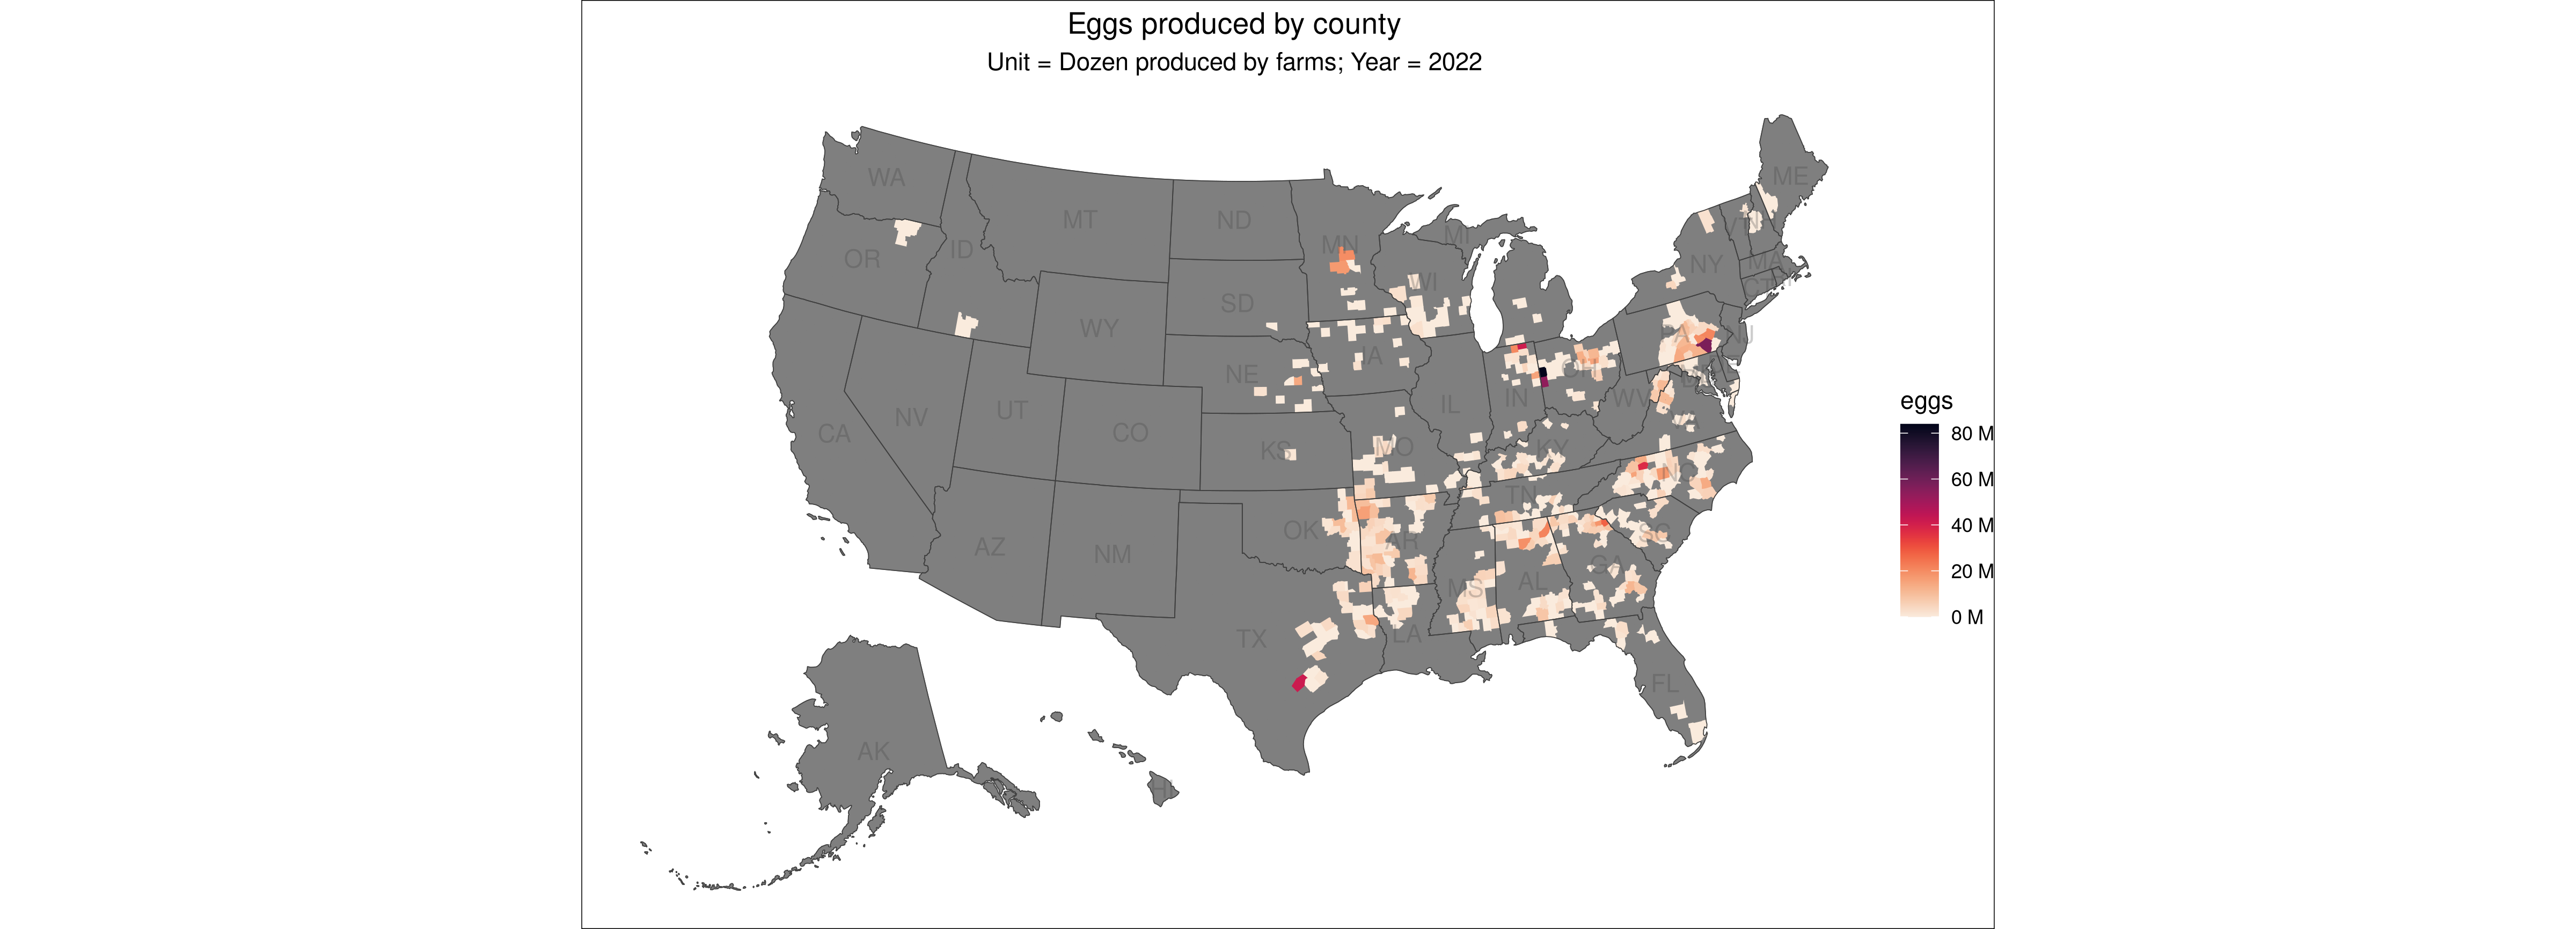 Eggs produced by county
Unit = Dozen produced by farms; Year = 2022
WA
MT
ND
MN
MI
ME
OR
ID
SD
WI
NY
VT
MA
CT
RI
WY
NE
IA
PA
NJ
NV
UT
CO
IL
IN
OH
WV
CA
KS
MO
KY
VA
MD
AZ
NM
OK
AR
TN
NC
SC
TX
LA
MS
AL
GA
FL
AK
HI
eggs
80 M
60 M
40 M
20 M
0 M